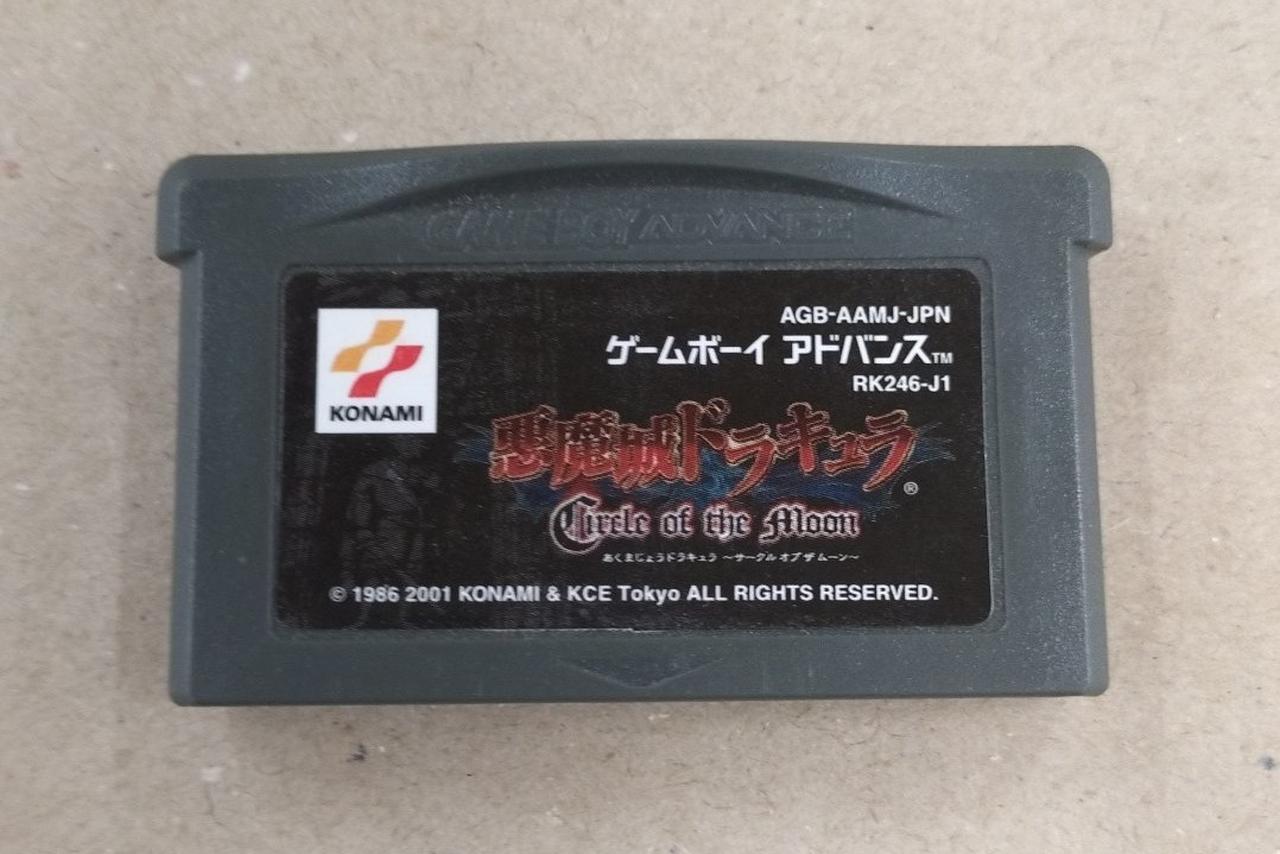 GAME BOY ADVANCE
KONAMI
AGB-AAMJ-JPN
ゲームボーイ アドバンスTM
RK246-J1
悪魔城ドラキュラ®
Circle of the Moon
あくまじょうドラキュラ ～サークル オブ ザ ムーン～
© 1986 2001 KONAMI & KCE Tokyo ALL RIGHTS RESERVED.